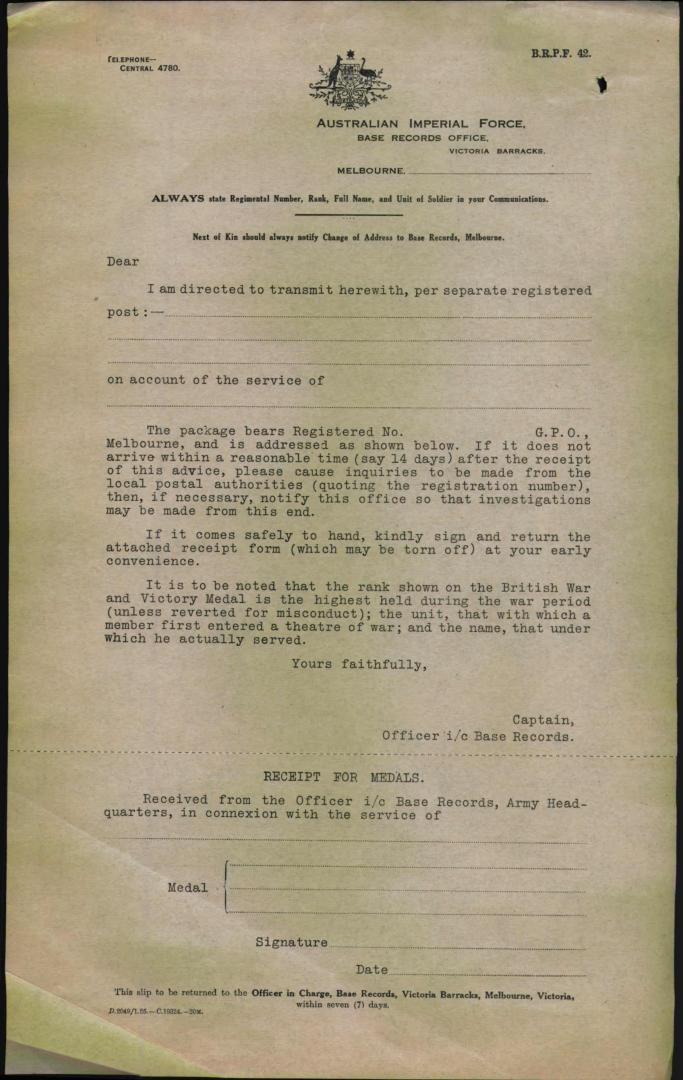 TELEPHONE—
CENTRAL 4780.
B.R.P.F. 42.
AUSTRALIAN IMPERIAL FORCE,
BASE RECORDS OFFICE,
VICTORIA BARRACKS.
MELBOURNE,
ALWAYS state Regimental Number, Rank, Full Name, and Unit of Soldier in your Communications.
Next of Kin should always notify Change of Address to Base Records, Melbourne.
Dear
I am directed to transmit herewith, per separate registered
post :—
on account of the service of
The package bears Registered No. G.P.O.,
Melbourne, and is addressed as shown below. If it does not
arrive within a reasonable time (say 14 days) after the receipt
of this advice, please cause inquiries to be made from the
local postal authorities (quoting the registration number),
then, if necessary, notify this office so that investigations
may be made from this end.
If it comes safely to hand, kindly sign and return the
attached receipt form (which may be torn off) at your early
convenience.
It is to be noted that the rank shown on the British War
and Victory Medal is the highest held during the war period
(unless reverted for misconduct); the unit, that with which a
member first entered a theatre of war; and the name, that under
which he actually served.
Yours faithfully,
Captain,
Officer i/c Base Records.
RECEIPT FOR MEDALS.
Received from the Officer i/c Base Records, Army Head-
quarters, in connexion with the service of
Medal
Signature
Date
This slip to be returned to the Officer in Charge, Base Records, Victoria Barracks, Melbourne, Victoria,
within seven (7) days.
D.2049/1.25.—C.19324.—20M.